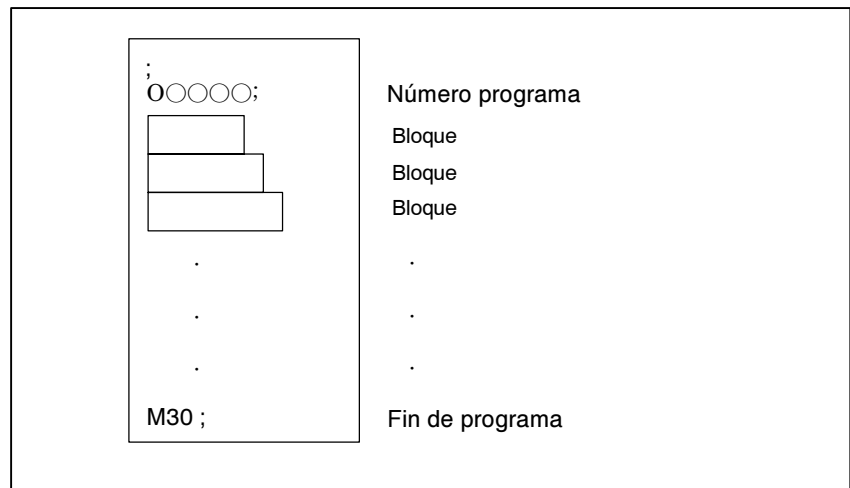 ;
O○○○○; Número programa
Bloque
Bloque
Bloque
. .
. .
. .
M30 ; Fin de programa